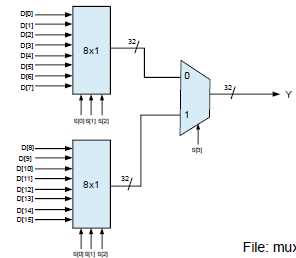 D[0]
D[1]
D[2]
D[3]
D[4]
D[5]
D[6]
D[7]
8x1
32
S[0] S[1] S[2]
0
1
32
Y
S[3]
D[8]
D[9]
D[10]
D[11]
D[12]
D[13]
D[14]
D[15]
8x1
32
S[0] S[1] S[2]
File: mux